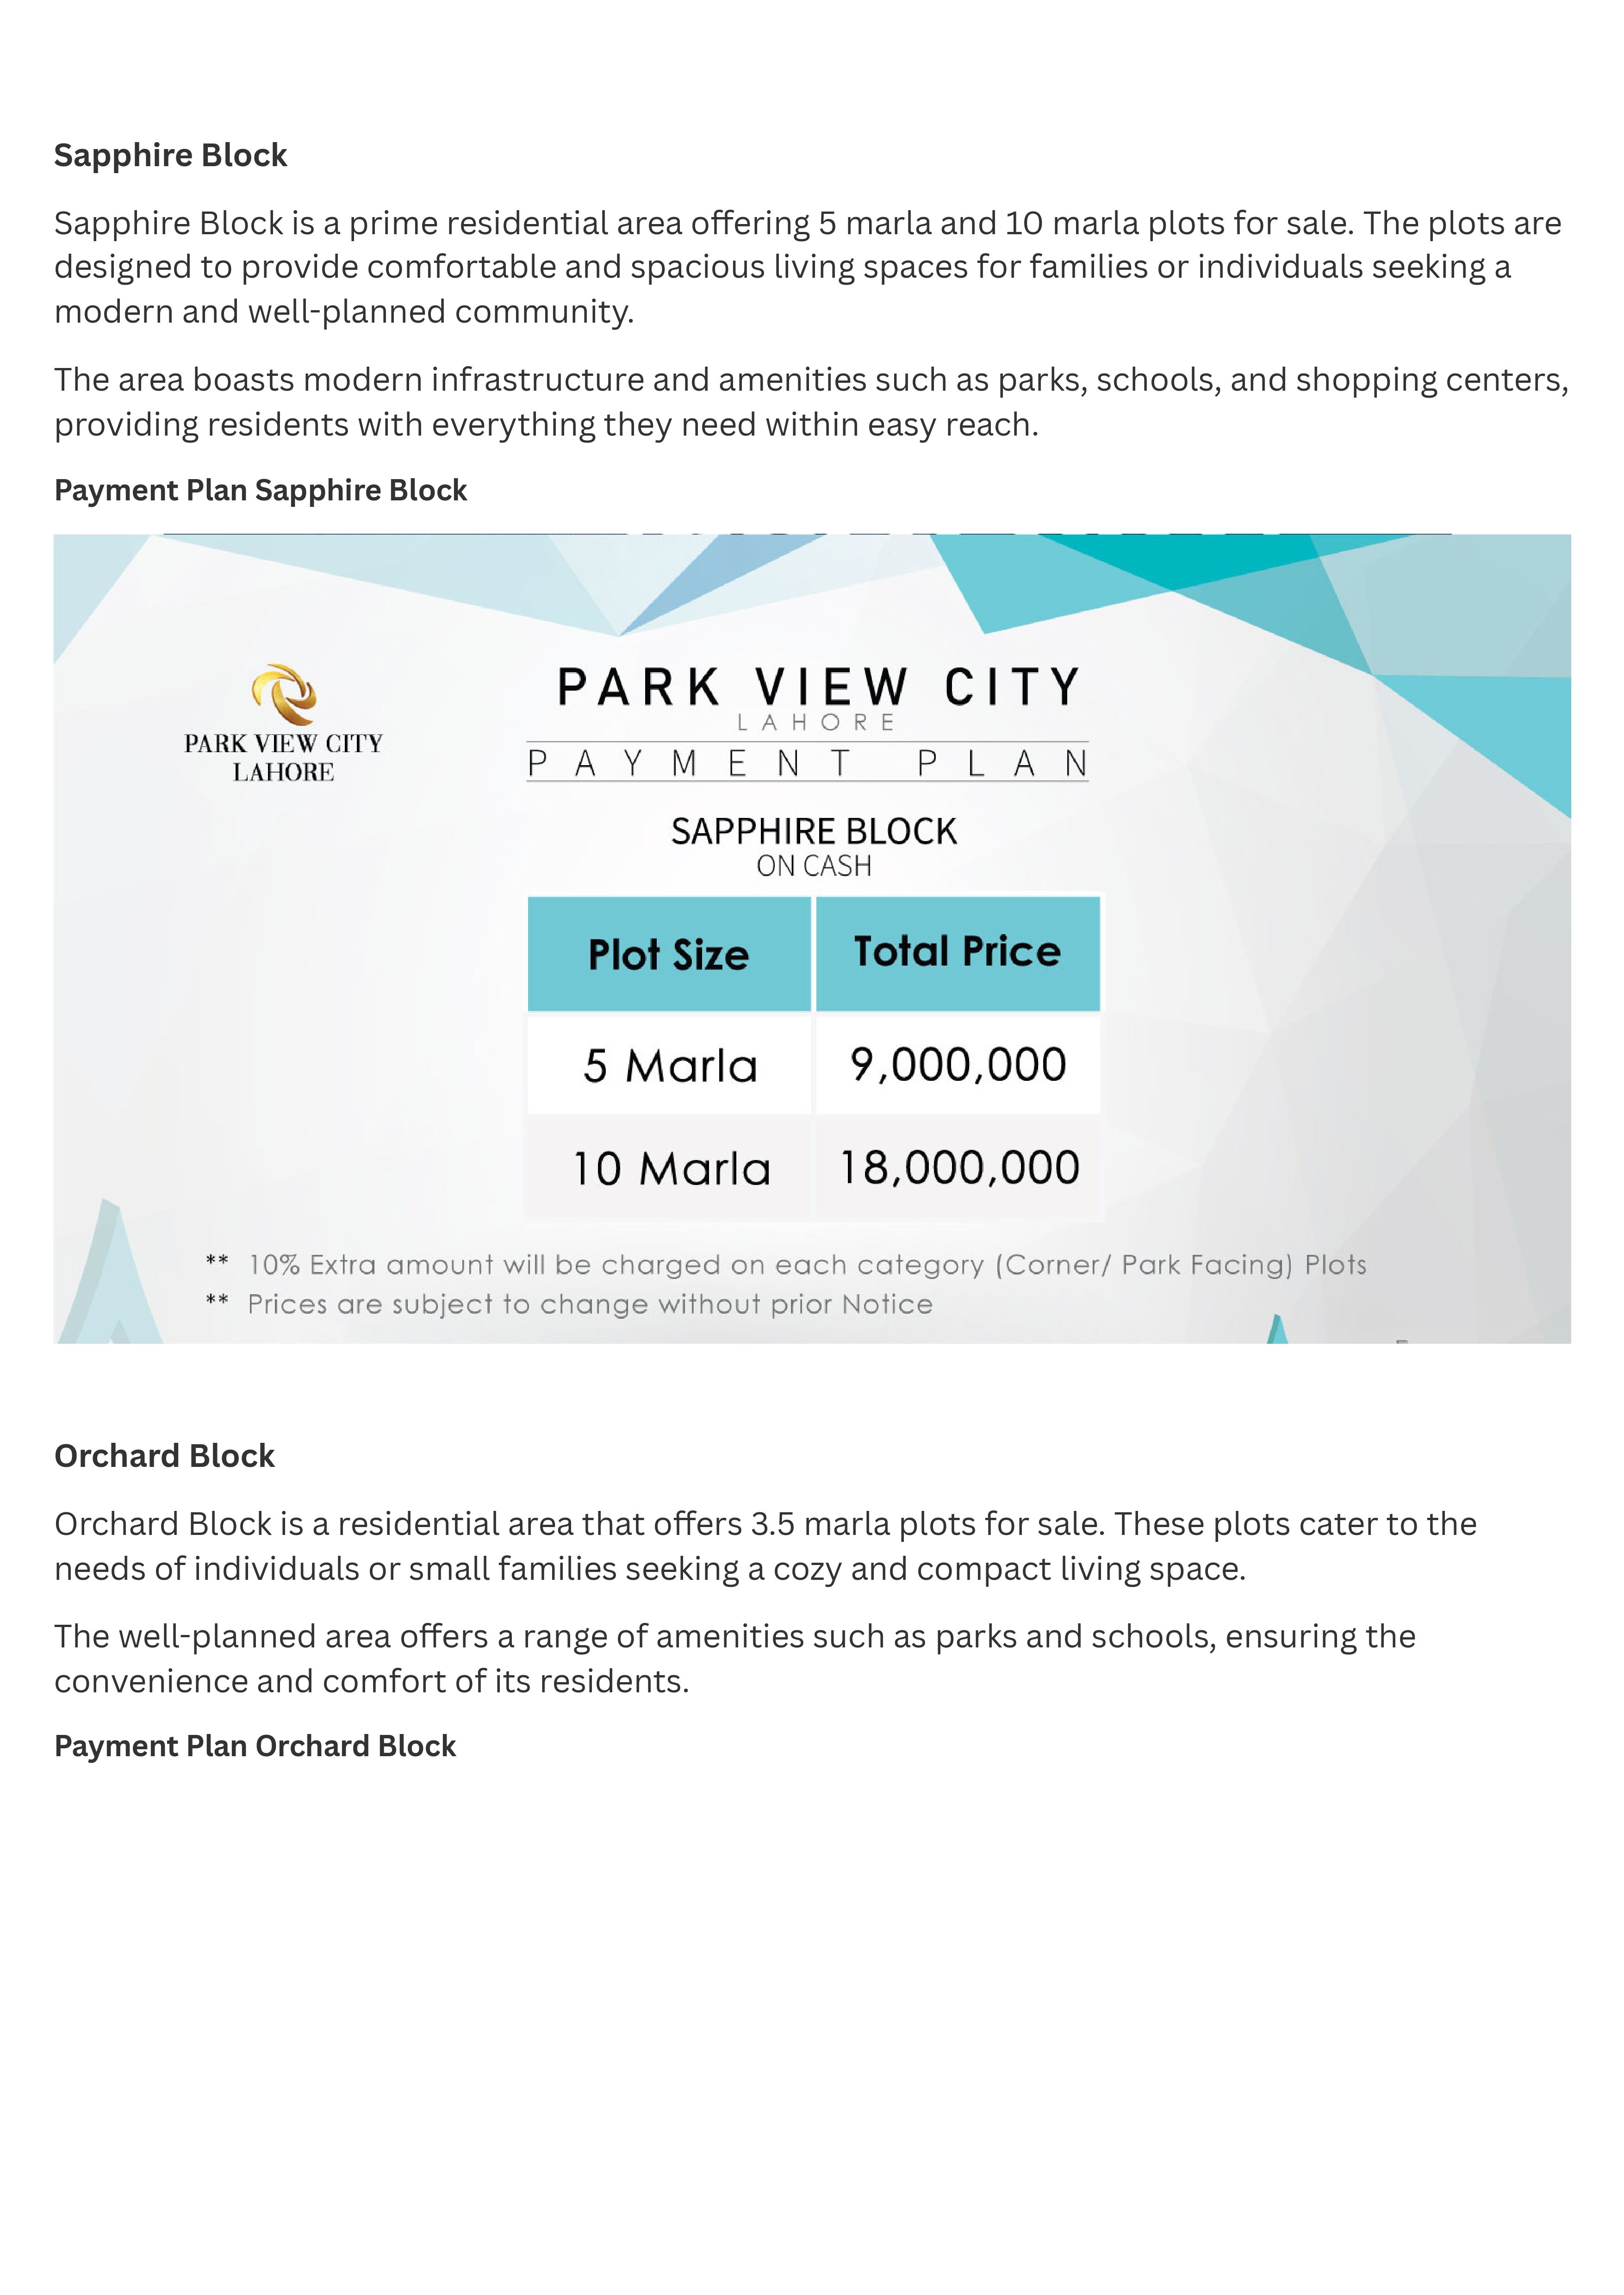 Sapphire Block
Sapphire Block is a prime residential area offering 5 marla and 10 marla plots for sale. The plots are
designed to provide comfortable and spacious living spaces for families or individuals seeking a
modern and well-planned community.
The area boasts modern infrastructure and amenities such as parks, schools, and shopping centers,
providing residents with everything they need within easy reach.
Payment Plan Sapphire Block
PARK VIEW CITY
LAHORE
PARK VIEW CITY
LAHORE
PAYMENT PLAN
SAPPHIRE BLOCK
ON CASH
Plot Size Total Price
5 Marla 9,000,000
10 Marla 18,000,000
** 10% Extra amount will be charged on each category (Corner/ Park Facing) Plots
** Prices are subject to change without prior Notice
Orchard Block
Orchard Block is a residential area that offers 3.5 marla plots for sale. These plots cater to the
needs of individuals or small families seeking a cozy and compact living space.
The well-planned area offers a range of amenities such as parks and schools, ensuring the
convenience and comfort of its residents.
Payment Plan Orchard Block